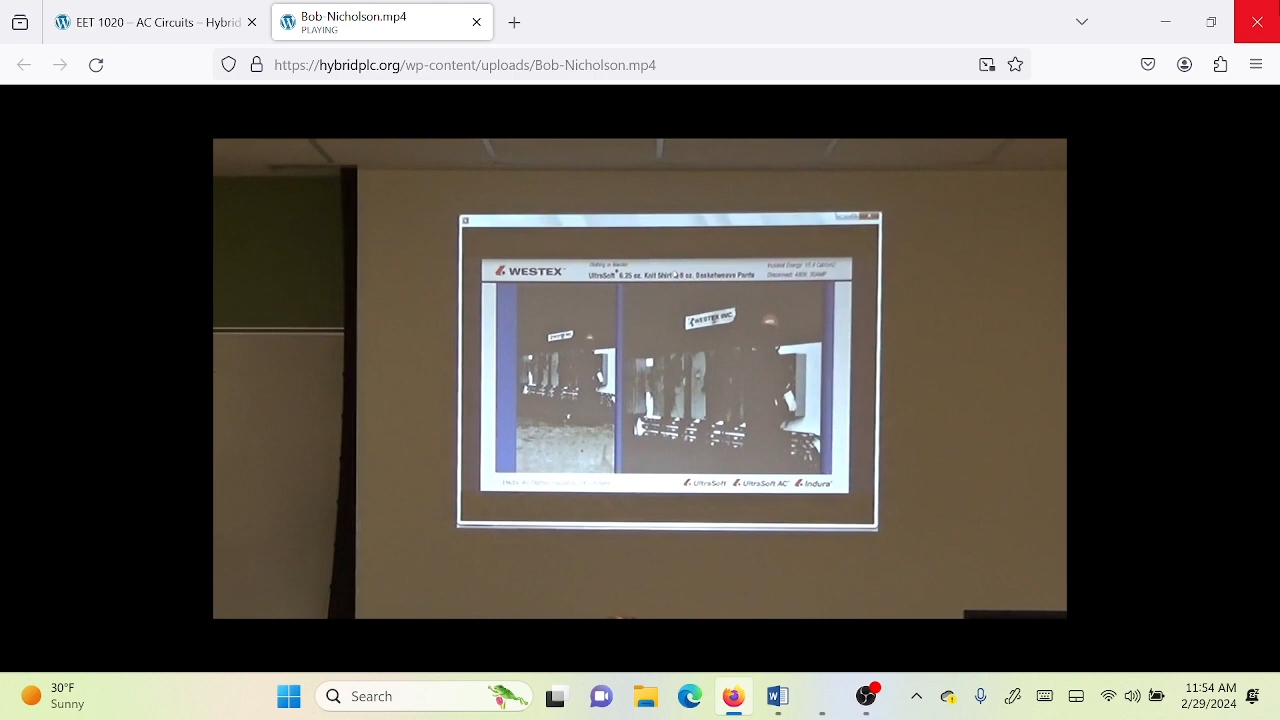 EET 1020 – AC Circuits – Hybrid
Bob-Nicholson.mp4
PLAYING
https://hybridplc.org/wp-content/uploads/Bob-Nicholson.mp4
WESTEX
UltraSoft® 6.25 oz. Knit Shirt 8 oz. Basketweave Pants
WESTEX INC.
UltraSoft UltraSoft AC Indura
30°F
Sunny
Search
11:54 AM
2/29/2024